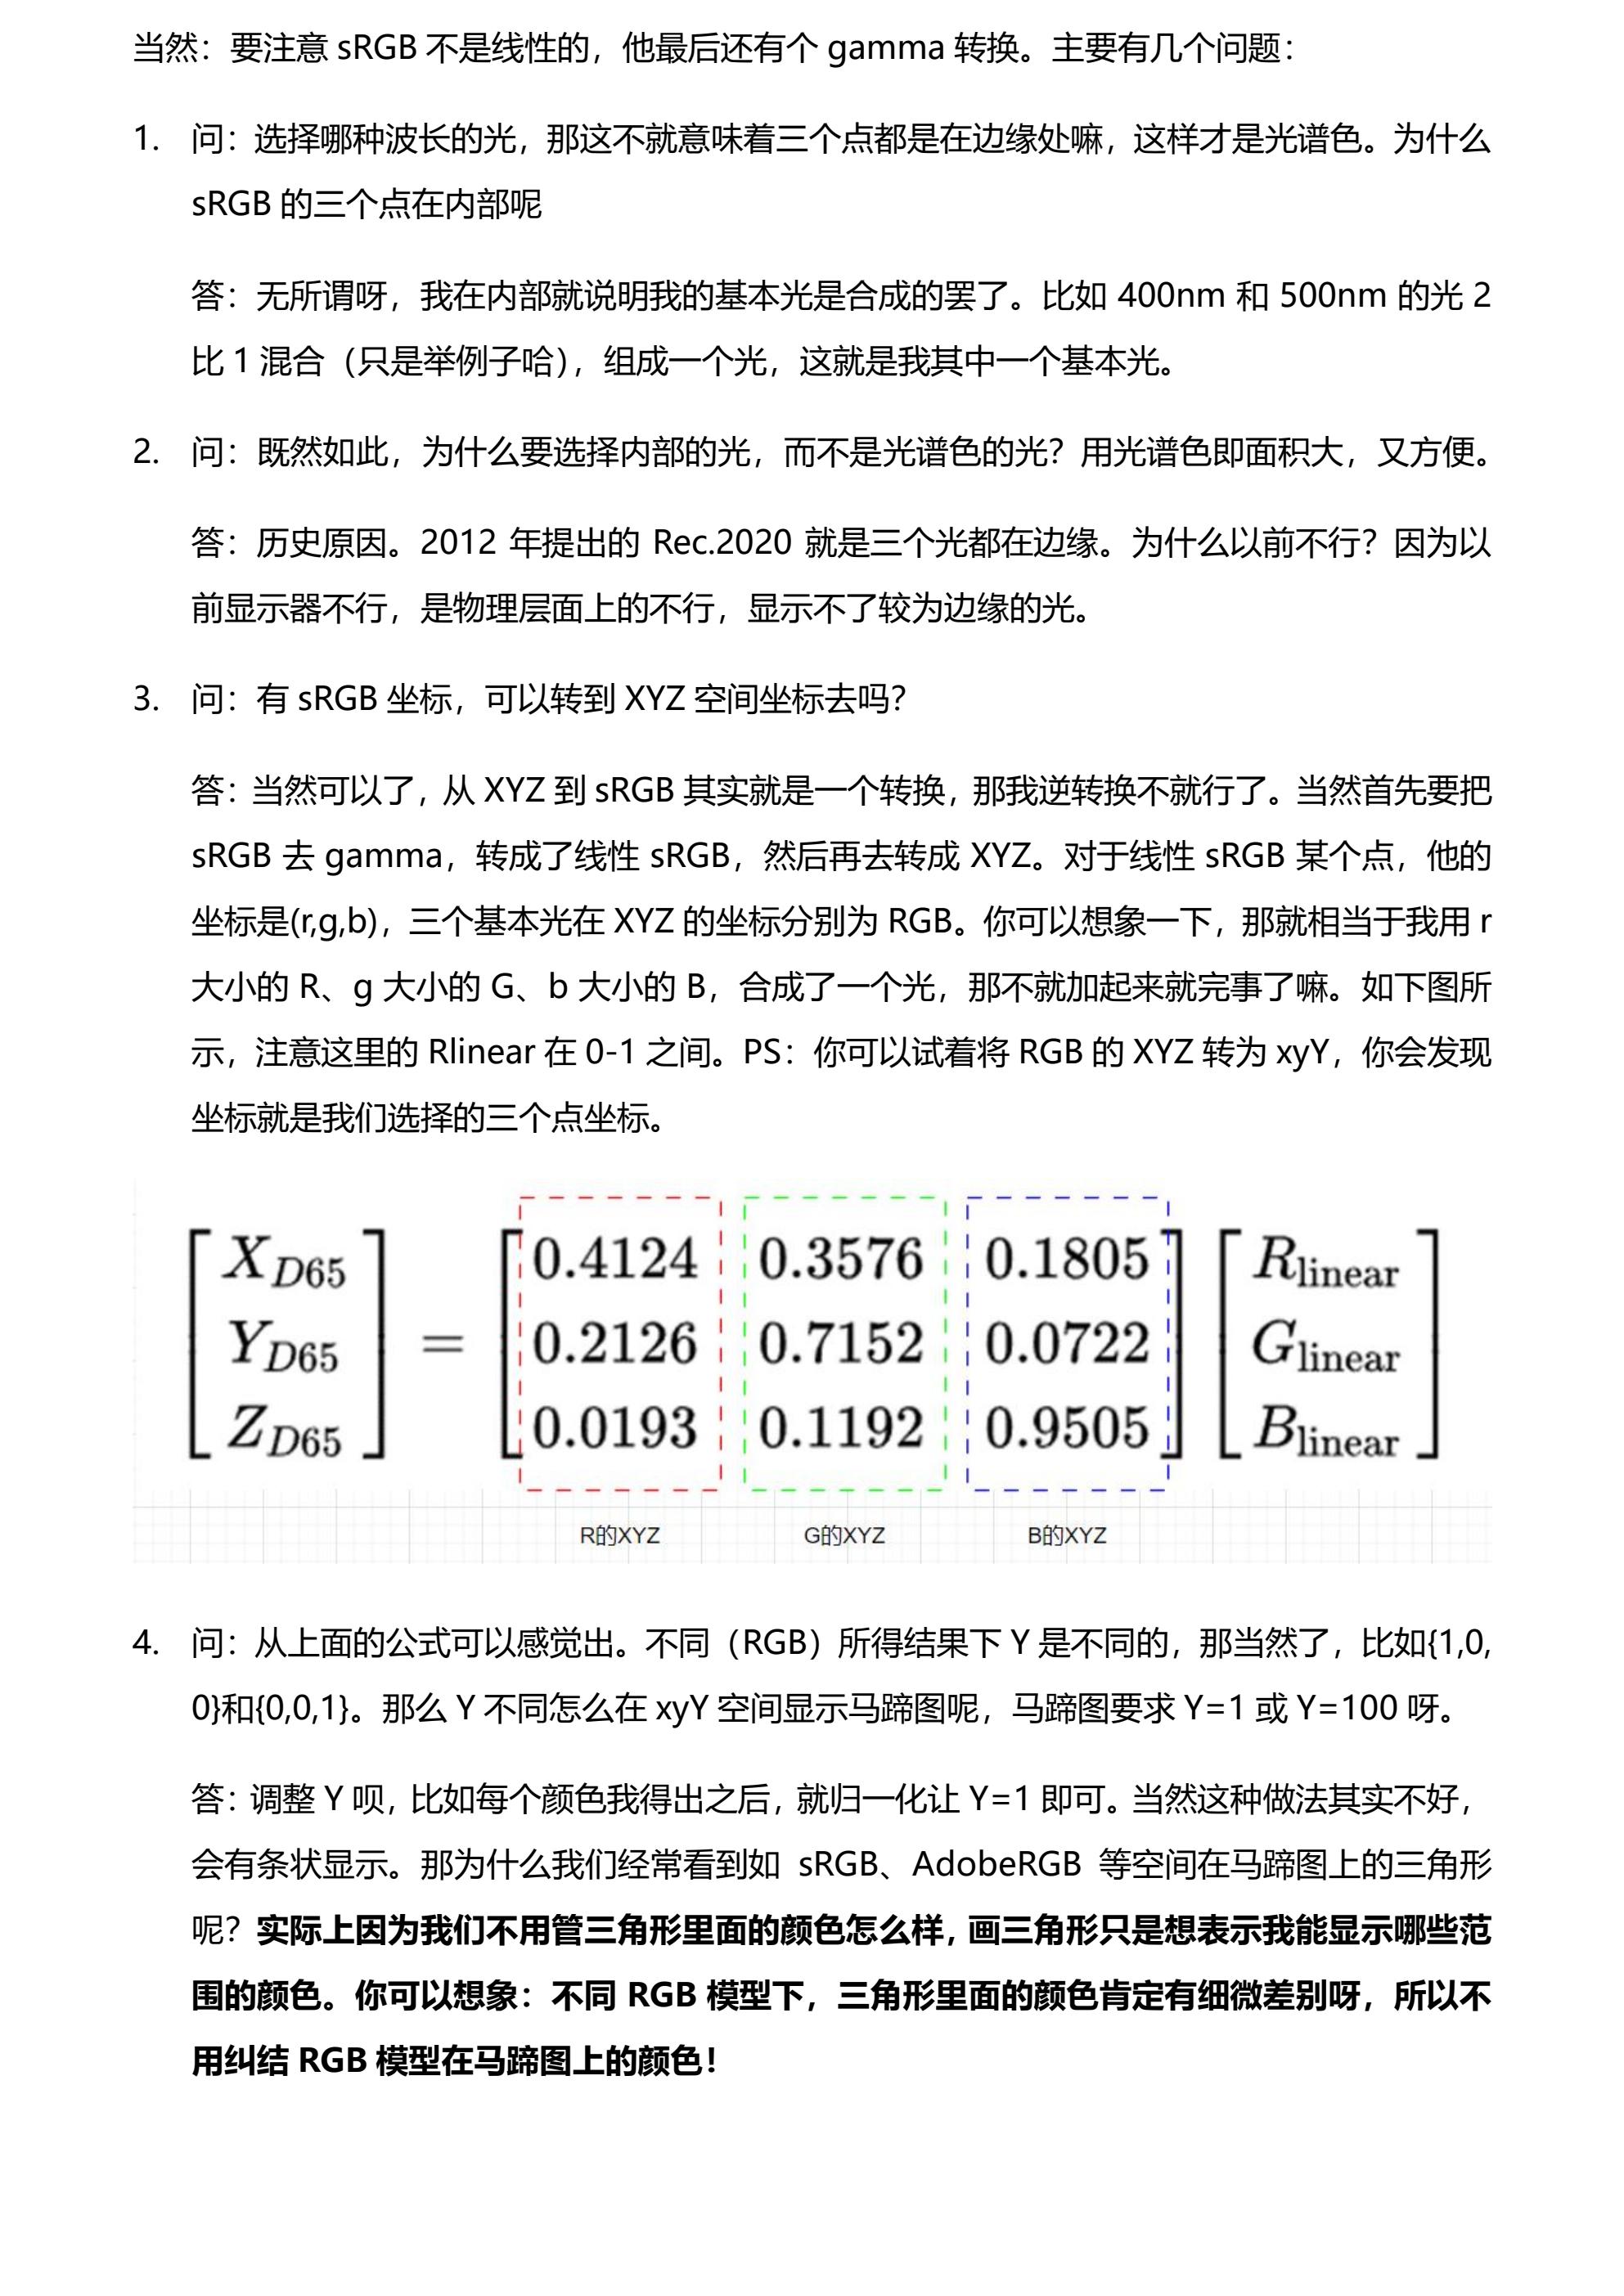 当然：要注意 sRGB 不是线性的，他最后还有个 gamma 转换。主要有几个问题：
1. 问：选择哪种波长的光，那这不就意味着三个点都是在边缘处嘛，这样才是光谱色。为什么
sRGB 的三个点在内部呢
答：无所谓呀，我在内部就说明我的基本光是合成的罢了。比如 400nm 和 500nm 的光 2
比 1 混合（只是举例子哈），组成一个光，这就是我其中一个基本光。
2. 问：既然如此，为什么要选择内部的光，而不是光谱色的光？用光谱色即面积大，又方便。
答：历史原因。2012 年提出的 Rec.2020 就是三个光都在边缘。为什么以前不行？因为以
前显示器不行，是物理层面上的不行，显示不了较为边缘的光。
3. 问：有 sRGB 坐标，可以转到 XYZ 空间坐标去吗？
答：当然可以了，从 XYZ 到 sRGB 其实就是一个转换，那我逆转换不就行了。当然首先要把
sRGB 去 gamma，转成了线性 sRGB，然后再去转成 XYZ。对于线性 sRGB 某个点，他的
坐标是(r,g,b)，三个基本光在 XYZ 的坐标分别为 RGB。你可以想象一下，那就相当于我用 r
大小的 R、g 大小的 G、b 大小的 B，合成了一个光，那不就加起来就完事了嘛。如下图所
示，注意这里的 Rlinear 在 0-1 之间。PS：你可以试着将 RGB 的 XYZ 转为 xyY，你会发现
坐标就是我们选择的三个点坐标。
X D65 0.4124 0.3576 0.1805 R linear
Y D65 = 0.2126 0.7152 0.0722 G linear
Z D65 0.0193 0.1192 0.9505 B linear
R的XYZ G的XYZ B的XYZ
4. 问：从上面的公式可以感觉出。不同（RGB）所得结果下 Y 是不同的，那当然了，比如{1,0,
0}和{0,0,1}。那么 Y 不同怎么在 xyY 空间显示马蹄图呢，马蹄图要求 Y=1 或 Y=100 呀。
答：调整 Y 呗，比如每个颜色我得出之后，就归一化让 Y=1 即可。当然这种做法其实不好，
会有条状显示。那为什么我们经常看到如 sRGB、AdobeRGB 等空间在马蹄图上的三角形
呢？实际上因为我们不用管三角形里面的颜色怎么样，画三角形只是想表示我能显示哪些范
围的颜色。你可以想象：不同 RGB 模型下，三角形里面的颜色肯定有细微差别呀，所以不
用纠结 RGB 模型在马蹄图上的颜色！